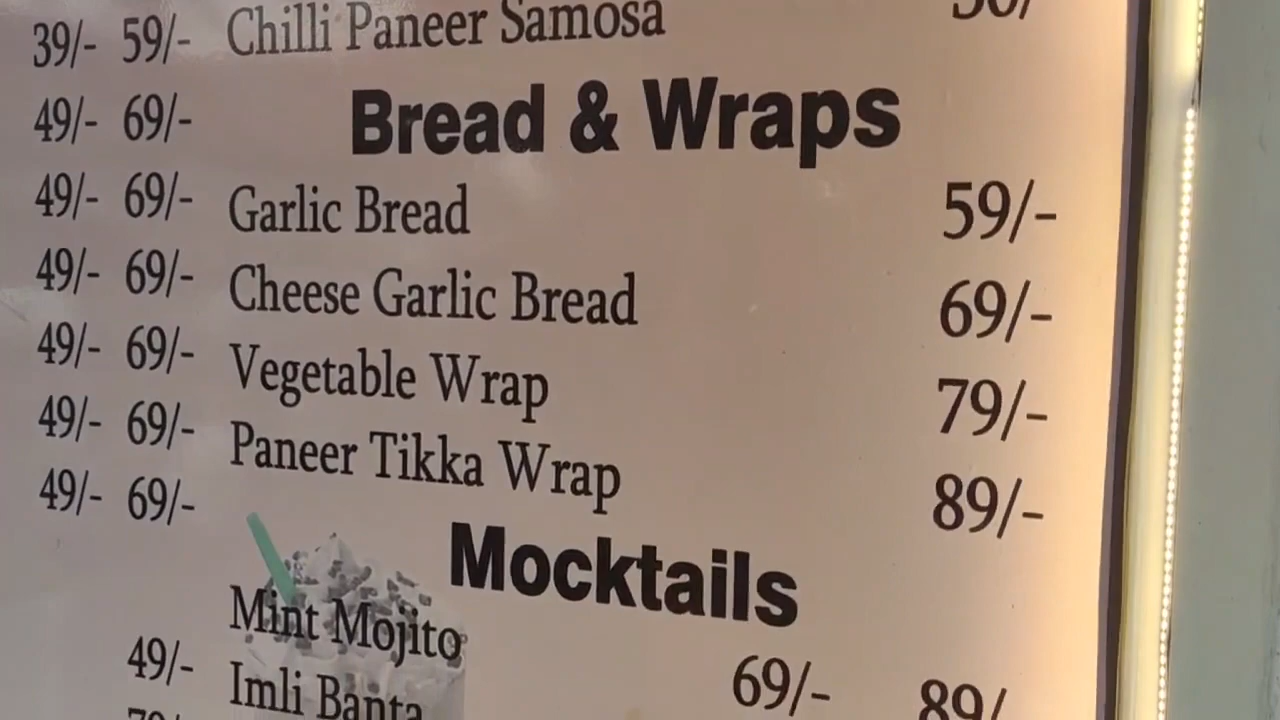 39/- 59/- Chilli Paneer Samosa
49/- 69/- Bread & Wraps
49/- 69/- Garlic Bread 59/-
49/- 69/- Cheese Garlic Bread 69/-
49/- 69/- Vegetable Wrap 79/-
49/- 69/- Paneer Tikka Wrap 89/-
49/- 69/-
Mocktails
Mint Mojito 69/- 89/
49/- Imli Banta